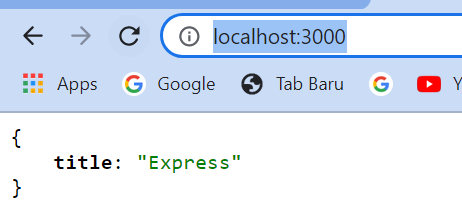 localhost:3000
Apps Google Tab Baru Y
{
title: "Express"
}